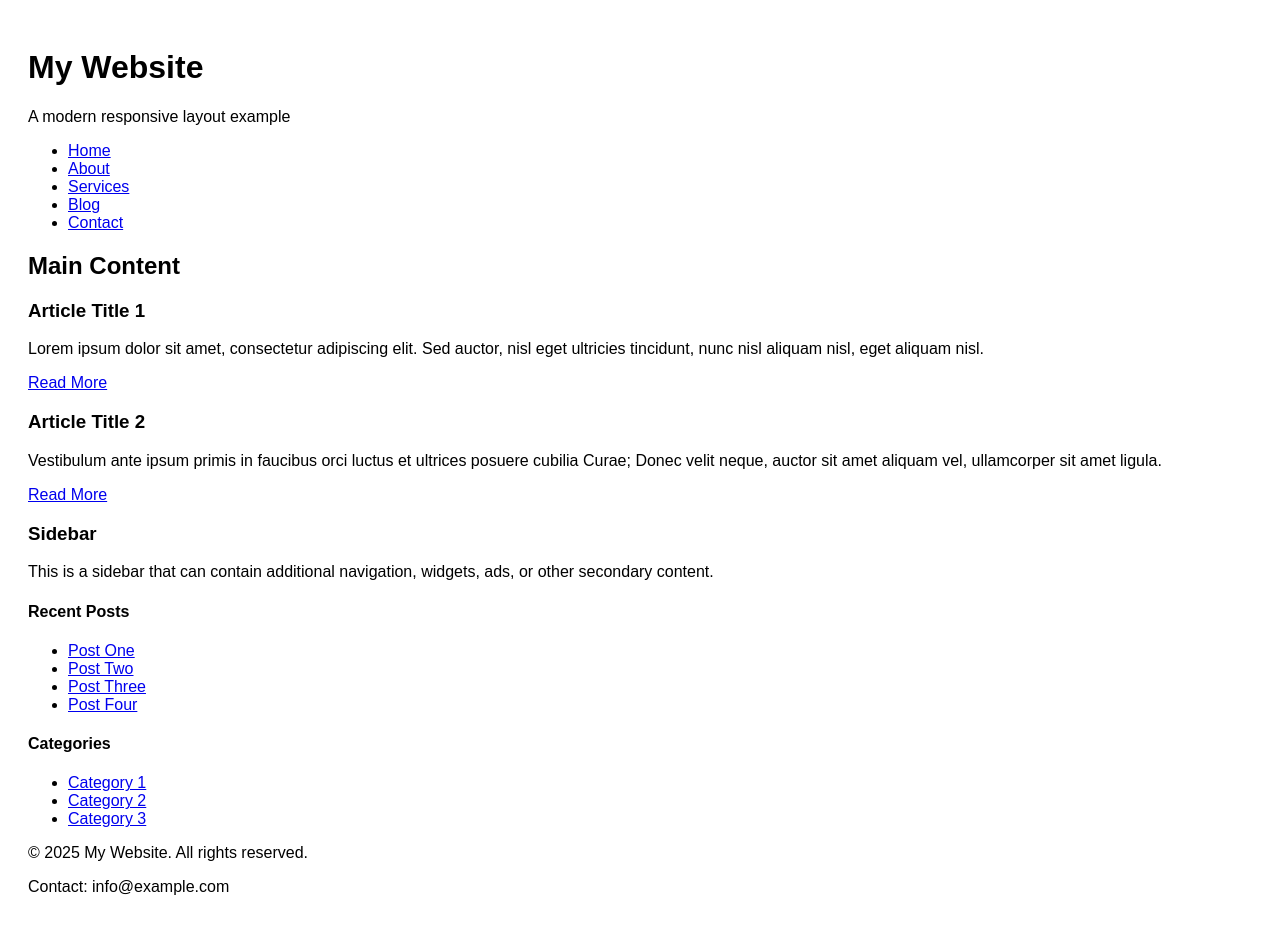 My Website
A modern responsive layout example
Home
About
Services
Blog
Contact
Main Content
Article Title 1
Lorem ipsum dolor sit amet, consectetur adipiscing elit. Sed auctor, nisl eget ultricies tincidunt, nunc nisl aliquam nisl, eget aliquam nisl.
Read More
Article Title 2
Vestibulum ante ipsum primis in faucibus orci luctus et ultrices posuere cubilia Curae; Donec velit neque, auctor sit amet aliquam vel, ullamcorper sit amet ligula.
Read More
Sidebar
This is a sidebar that can contain additional navigation, widgets, ads, or other secondary content.
Recent Posts
Post One
Post Two
Post Three
Post Four
Categories
Category 1
Category 2
Category 3
© 2025 My Website. All rights reserved.
Contact: info@example.com